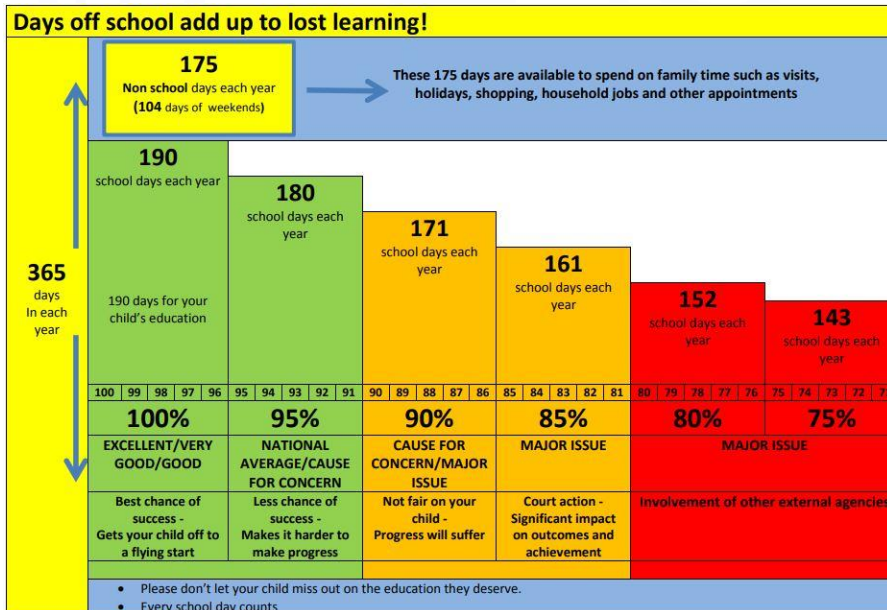 Days off school add up to lost learning!
175
Non school days each year
(104 days of weekends)
These 175 days are available to spend on family time such as visits,
holidays, shopping, household jobs and other appointments
365
days
In each
year
190
school days each year
190 days for your
child's education
180
school days each
year
171
school days each
year
161
school days each
year
152
school days each
year
143
school days each
year
100 99 98 97 96 95 94 93 92 91 90 89 88 87 86 85 84 83 82 81 80 79 78 77 76 75 74 73 72
100% 95% 90% 85% 80% 75%
EXCELLENT/VERY
GOOD/GOOD
NATIONAL
AVERAGE/CAUSE
FOR CONCERN
CAUSE FOR
CONCERN/MAJOR
ISSUE
MAJOR ISSUE
MAJOR ISSUE
Best chance of
success -
Gets your child off to
a flying start
Less chance of
success -
Makes it harder to
make progress
Not fair on your
child -
Progress will suffer
Court action -
Significant impact
on outcomes and
achievement
Involvement of other external agencies
• Please don't let your child miss out on the education they deserve.
• Every school day counts